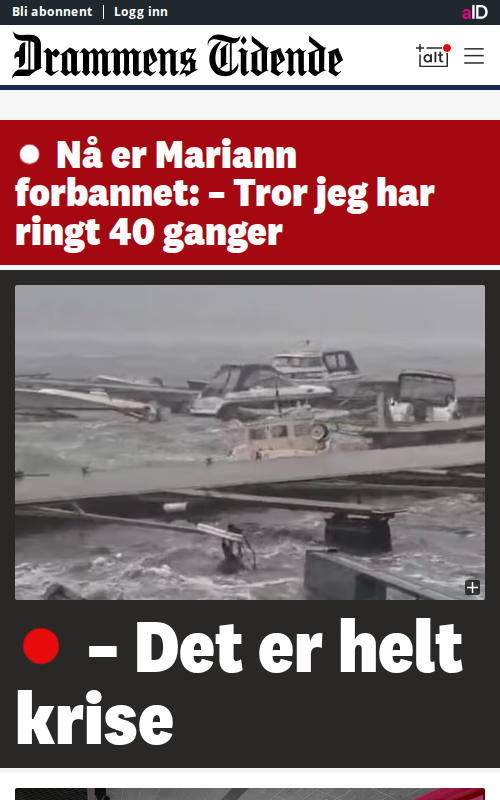 Bli abonnent | Logg inn
aID
Drammens Tidende
+alt
Nå er Mariann
forbannet: – Tror jeg har
ringt 40 ganger
– Det er helt
krise